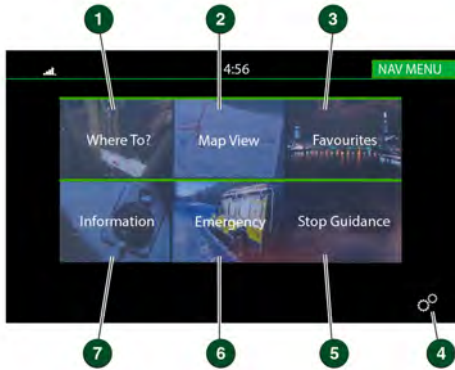 1 2 3
4:56 NAV MENU
Where To? Map View Favourites
Information Emergency Stop Guidance
7 6 5 4